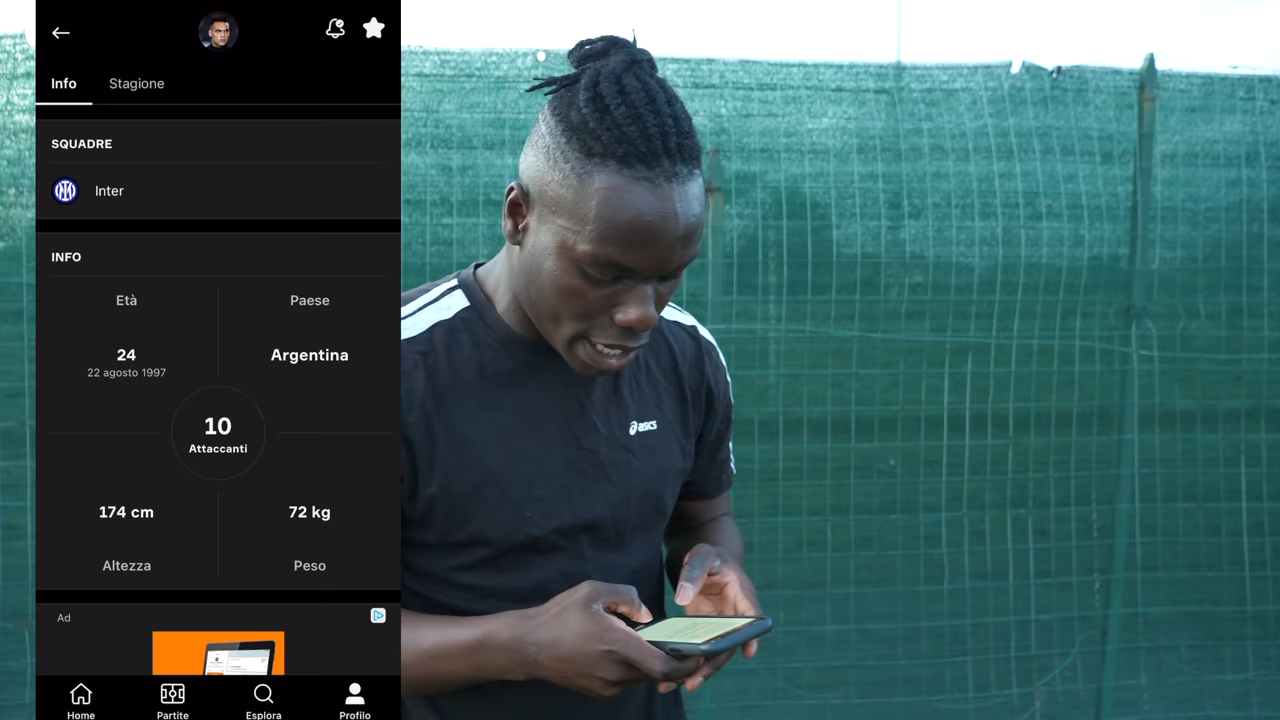 Info
Stagione
SQUADRE
Inter
INFO
Età
Paese
24
22 agosto 1997
Argentina
10
Attaccanti
174 cm
72 kg
Altezza
Peso
Ad
Home
Partite
Esplora
Profilo
asics